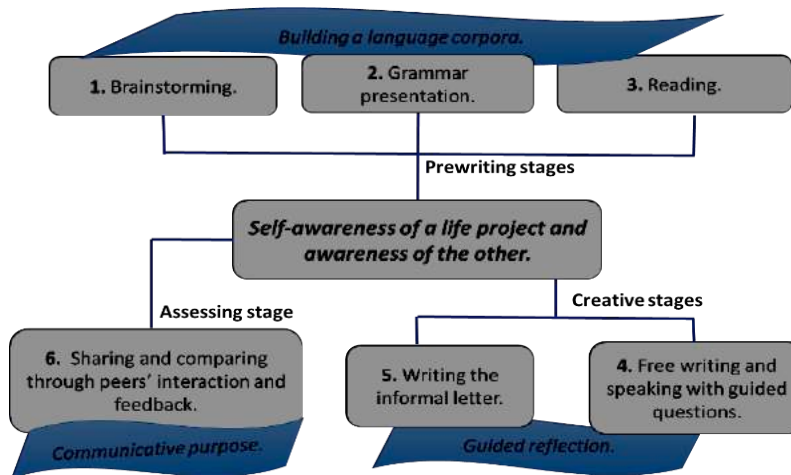 Building a language corpora.
1. Brainstorming.
2. Grammar
presentation.
3. Reading.
Prewriting stages
Self-awareness of a life project and
awareness of the other.
Assessing stage
Creative stages
6. Sharing and comparing
through peers' interaction and
feedback.
5. Writing the
informal letter.
4. Free writing and
speaking with guided
questions.
Communicative purpose.
Guided reflection.